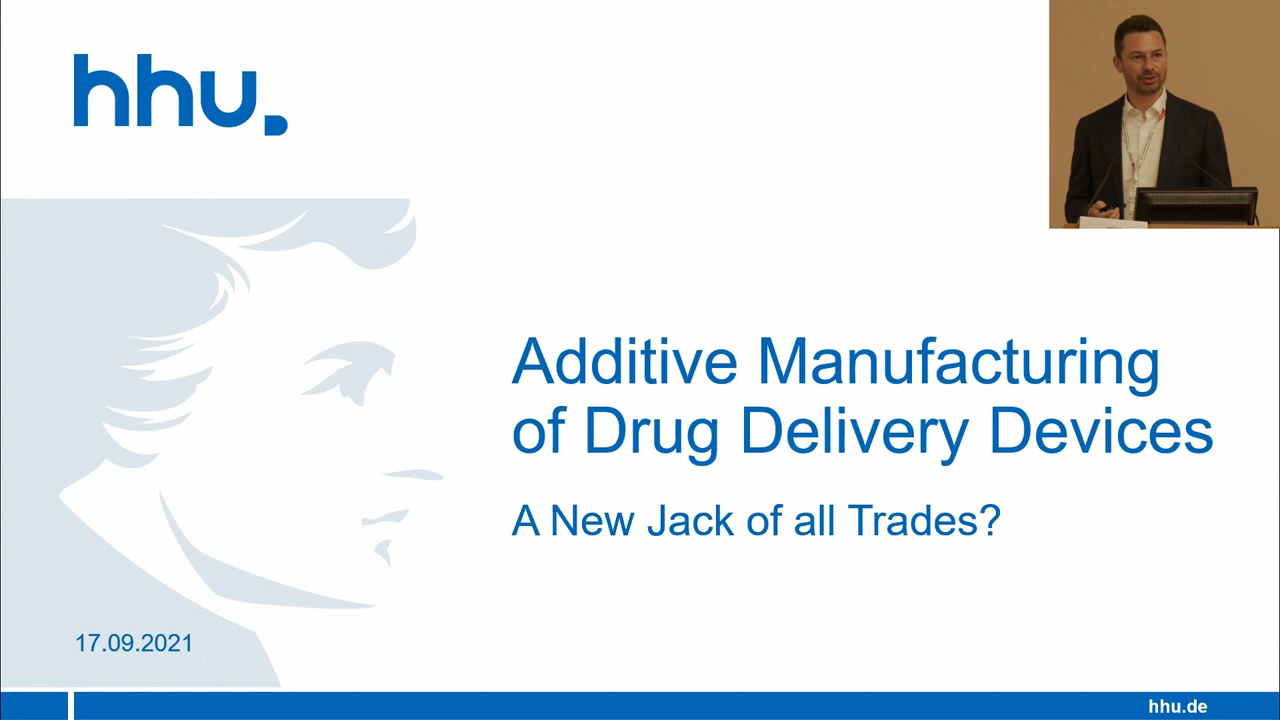 hhu.
Additive Manufacturing
of Drug Delivery Devices
A New Jack of all Trades?
17.09.2021
hhu.de